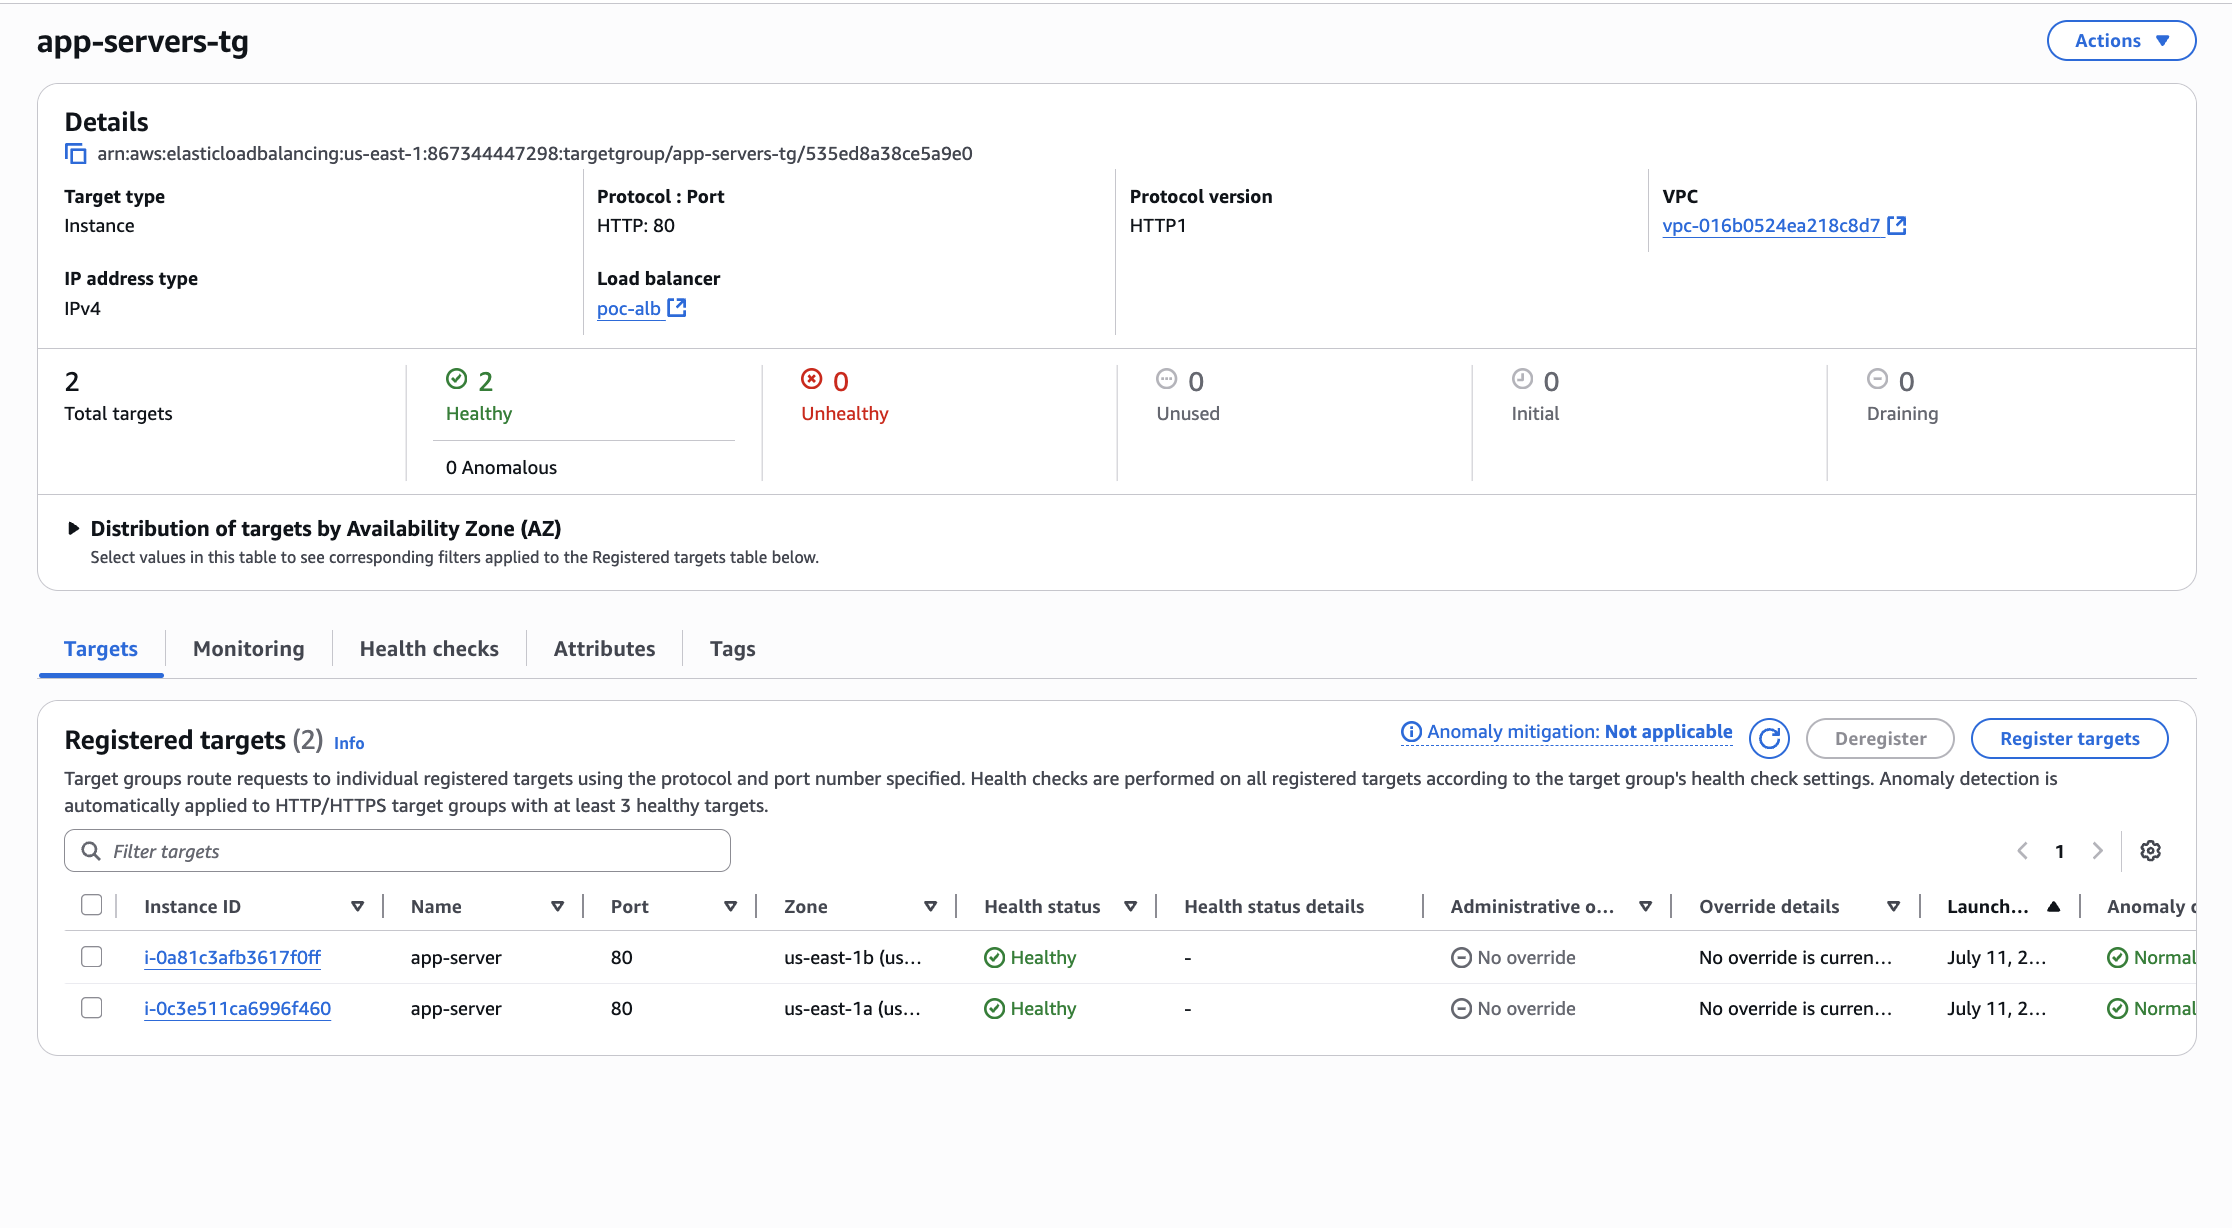 app-servers-tg
Actions
Details
arn:aws:elasticloadbalancing:us-east-1:867344447298:targetgroup/app-servers-tg/535ed8a38ce5a9e0
Target type
Instance
Protocol : Port
HTTP: 80
Protocol version
HTTP1
VPC
vpc-016b0524ea218c8d7
IP address type
IPv4
Load balancer
poc-alb
2
Total targets
2
Healthy
0 Anomalous
0
Unhealthy
0
Unused
0
Initial
0
Draining
Distribution of targets by Availability Zone (AZ)
Select values in this table to see corresponding filters applied to the Registered targets table below.
Targets Monitoring Health checks Attributes Tags
Registered targets (2) Info
Anomaly mitigation: Not applicable
Deregister
Register targets
Target groups route requests to individual registered targets using the protocol and port number specified. Health checks are performed on all registered targets according to the target group's health check settings. Anomaly detection is
automatically applied to HTTP/HTTPS target groups with at least 3 healthy targets.
Filter targets
1
Instance ID Name Port Zone Health status Health status details Administrative o... Override details Launch... Anomaly
i-0a81c3afb3617f0ff app-server 80 us-east-1b (us... Healthy - No override No override is curren... July 11, 2... Normal
i-0c3e511ca6996f460 app-server 80 us-east-1a (us... Healthy - No override No override is curren... July 11, 2... Normal